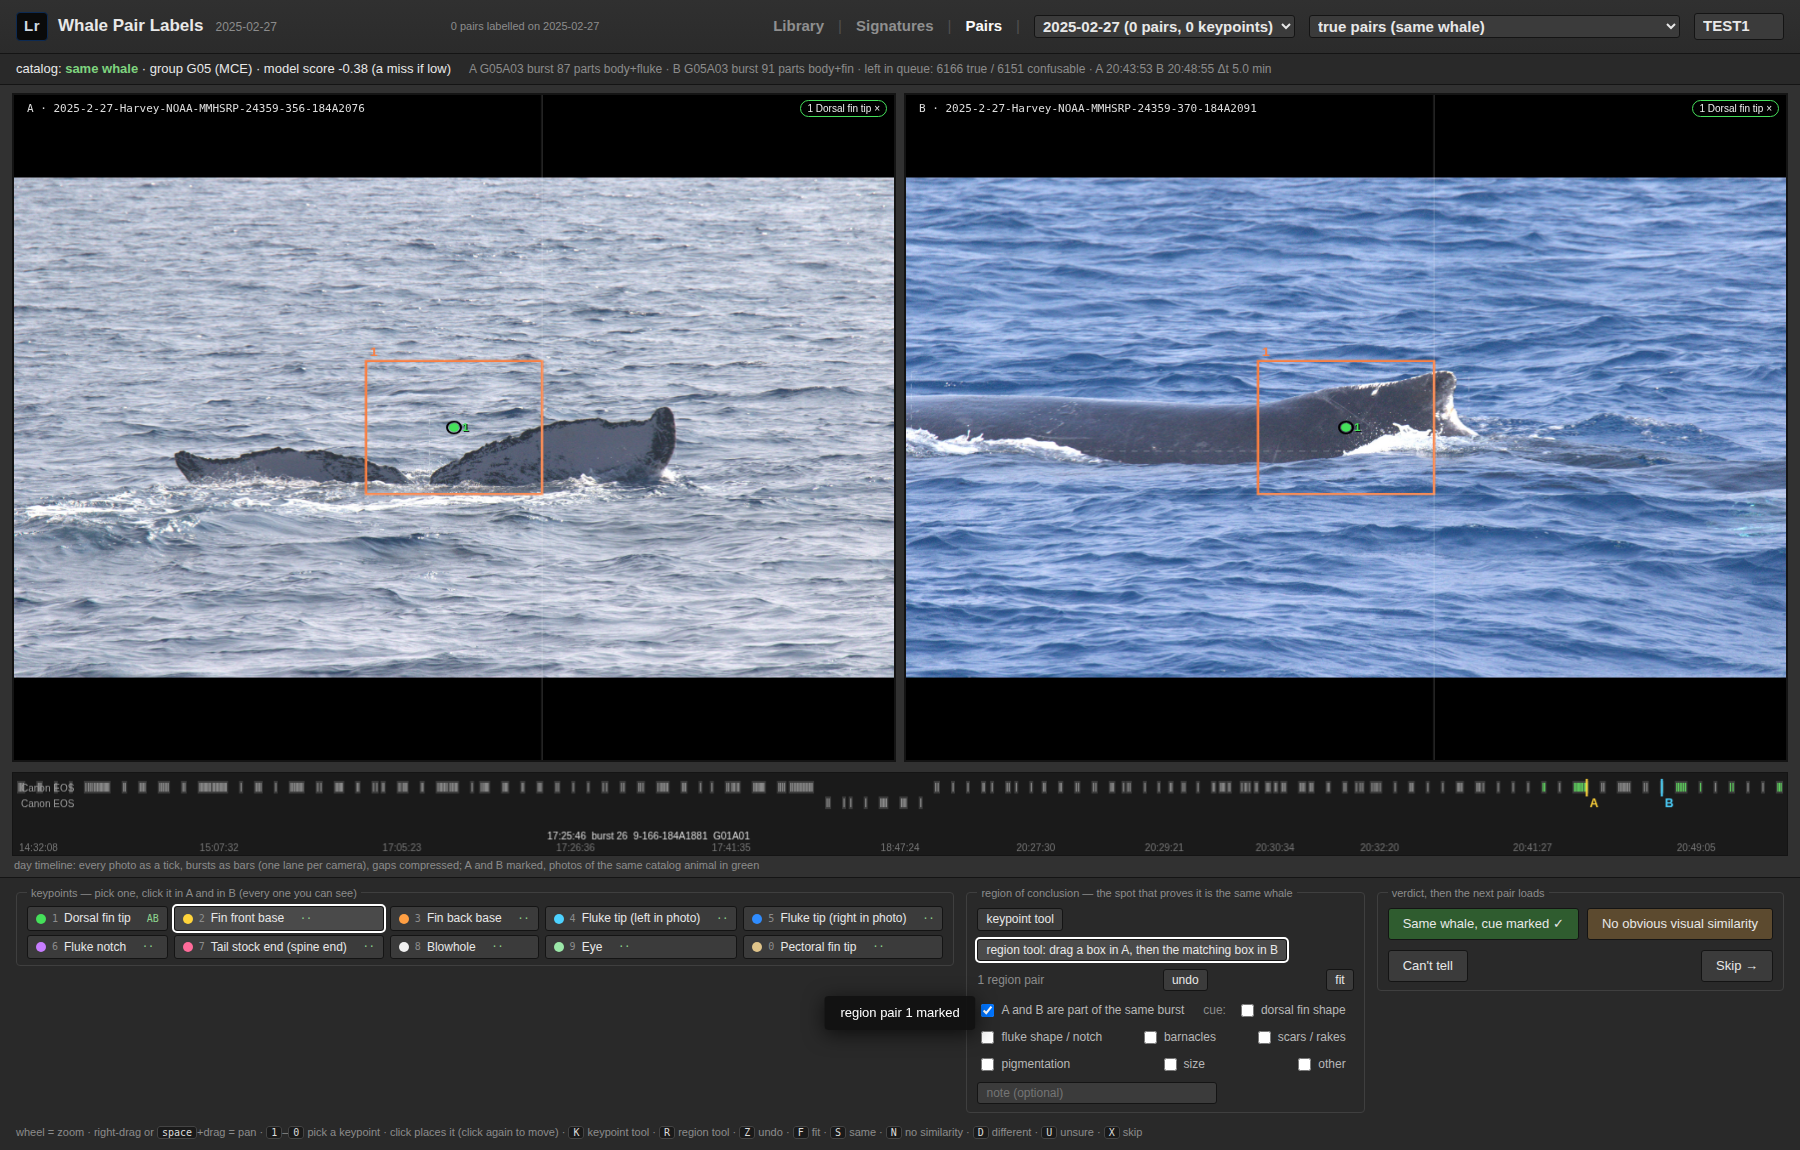 Lr Whale Pair Labels 2025-02-27 0 pairs labelled on 2025-02-27 Library | Signatures | Pairs | 2025-02-27 (0 pairs, 0 keypoints) true pairs (same whale) TEST1
catalog: same whale · group G05 (MCE) · model score -0.38 (a miss if low) A G05A03 burst 87 parts body+fluke · B G05A03 burst 91 parts body+fin · left in queue: 6166 true / 6151 confusable · A 20:43:53 B 20:48:55 Δt 5.0 min
A · 2025-2-27-Harvey-NOAA-MMHSRP-24359-356-184A2076 1 Dorsal fin tip ×
1
1
B · 2025-2-27-Harvey-NOAA-MMHSRP-24359-370-184A2091 1 Dorsal fin tip ×
1
1
Canon EOS
Canon EOS
A B
17:25:46 burst 26 9-166-184A1881 G01A01
14:32:08 15:07:32 17:05:23 17:26:36 17:41:35 18:47:24 20:27:30 20:29:21 20:30:34 20:32:20 20:41:27 20:49:05
day timeline: every photo as a tick, bursts as bars (one lane per camera), gaps compressed; A and B marked, photos of the same catalog animal in green
keypoints — pick one, click it in A and in B (every one you can see)
1 Dorsal fin tip AB 2 Fin front base ·· 3 Fin back base ·· 4 Fluke tip (left in photo) ·· 5 Fluke tip (right in photo) ··
6 Fluke notch ·· 7 Tail stock end (spine end) ·· 8 Blowhole ·· 9 Eye ·· 0 Pectoral fin tip ··
region of conclusion — the spot that proves it is the same whale
keypoint tool
region tool: drag a box in A, then the matching box in B
1 region pair undo fit
A and B are part of the same burst cue: dorsal fin shape
fluke shape / notch barnacles scars / rakes
pigmentation size other
note (optional)
verdict, then the next pair loads
Same whale, cue marked ✓ No obvious visual similarity
Can't tell Skip →
region pair 1 marked
wheel = zoom · right-drag or space+drag = pan · 1–0 pick a keypoint · click places it (click again to move) · K keypoint tool · R region tool · Z undo · F fit · S same · N no similarity · D different · U unsure · X skip